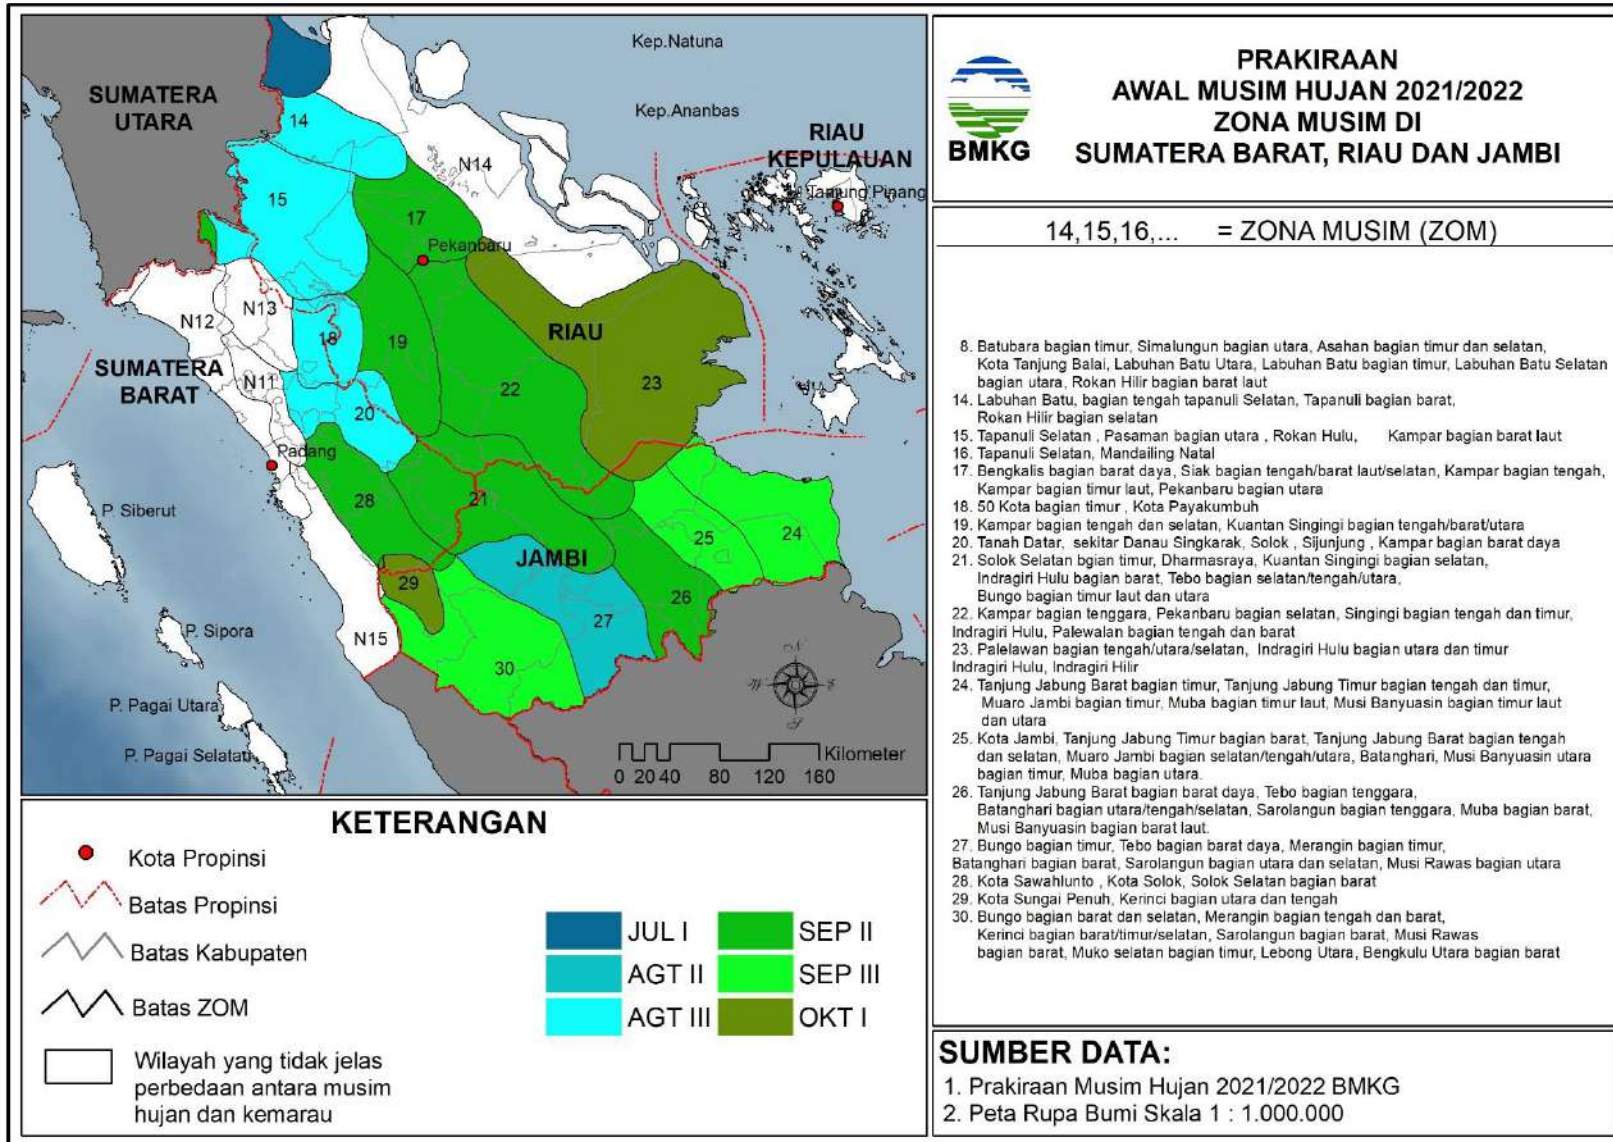 Kep.Natuna
SUMATERA
UTARA
Kep.Ananbas
14
RIAU
KEPULAUAN
N14
Tanjung Pinang
15
17
Pekanbaru
N13
N12
RIAU
18
19
SUMATERA
BARAT
N11
22
23
20
Padang
28
21
P. Siberut
25
24
JAMBI
29
26
27
P. Sipora
N15
30
P. Pagai Utara
P. Pagai Selatan
Kilometer
0 20 40 80 120 160
BMKG
PRAKIRAAN
AWAL MUSIM HUJAN 2021/2022
ZONA MUSIM DI
SUMATERA BARAT, RIAU DAN JAMBI
14,15,16,... = ZONA MUSIM (ZOM)
8. Batubara bagian timur, Simalungun bagian utara, Asahan bagian timur dan selatan,
Kota Tanjung Balai, Labuhan Batu Utara, Labuhan Batu bagian timur, Labuhan Batu Selatan
bagian utara, Rokan Hilir bagian barat laut
14. Labuhan Batu, bagian tengah tapanuli Selatan, Tapanuli bagian barat,
Rokan Hilir bagian selatan
15. Tapanuli Selatan , Pasaman bagian utara , Rokan Hulu, Kampar bagian barat laut
16. Tapanuli Selatan, Mandailing Natal
17. Bengkalis bagian barat daya, Siak bagian tengah/barat laut/selatan, Kampar bagian tengah,
Kampar bagian timur laut, Pekanbaru bagian utara
18. 50 Kota bagian timur , Kota Payakumbuh
19. Kampar bagian tengah dan selatan, Kuantan Singingi bagian tengah/barat/utara
20. Tanah Datar, sekitar Danau Singkarak, Solok , Sijunjung , Kampar bagian barat daya
21. Solok Selatan bgian timur, Dharmasraya, Kuantan Singingi bagian selatan,
Indragiri Hulu bagian barat, Tebo bagian selatan/tengah/utara,
Bungo bagian timur laut dan utara
22. Kampar bagian tenggara, Pekanbaru bagian selatan, Singingi bagian tengah dan timur,
Indragiri Hulu, Palewalan bagian tengah dan barat
23. Palelawan bagian tengah/utara/selatan, Indragiri Hulu bagian utara dan timur
Indragiri Hulu, Indragiri Hilir
24. Tanjung Jabung Barat bagian timur, Tanjung Jabung Timur bagian tengah dan timur,
Muaro Jambi bagian timur, Muba bagian timur laut, Musi Banyuasin bagian timur laut
dan utara
25. Kota Jambi, Tanjung Jabung Timur bagian barat, Tanjung Jabung Barat bagian tengah
dan selatan, Muaro Jambi bagian selatan/tengah/utara, Batanghari, Musi Banyuasin utara
bagian timur, Muba bagian utara.
26. Tanjung Jabung Barat bagian barat daya, Tebo bagian tenggara,
Batanghari bagian utara/tengah/selatan, Sarolangun bagian tenggara, Muba bagian barat,
Musi Banyuasin bagian barat laut.
27. Bungo bagian timur, Tebo bagian barat daya, Merangin bagian timur,
Batanghari bagian barat, Sarolangun bagian utara dan selatan, Musi Rawas bagian utara
28. Kota Sawahlunto , Kota Solok, Solok Selatan bagian barat
29. Kota Sungai Penuh, Kerinci bagian utara dan tengah
30. Bungo bagian barat dan selatan, Merangin bagian tengah dan barat,
Kerinci bagian barat/timur/selatan, Sarolangun bagian barat, Musi Rawas
bagian barat, Muko selatan bagian timur, Lebong Utara, Bengkulu Utara bagian barat
KETERANGAN
Kota Propinsi
Batas Propinsi
Batas Kabupaten
Batas ZOM
Wilayah yang tidak jelas
perbedaan antara musim
hujan dan kemarau
JUL I
SEP II
AGT II
SEP III
AGT III
OKT I
SUMBER DATA:
1. Prakiraan Musim Hujan 2021/2022 BMKG
2. Peta Rupa Bumi Skala 1 : 1.000.000